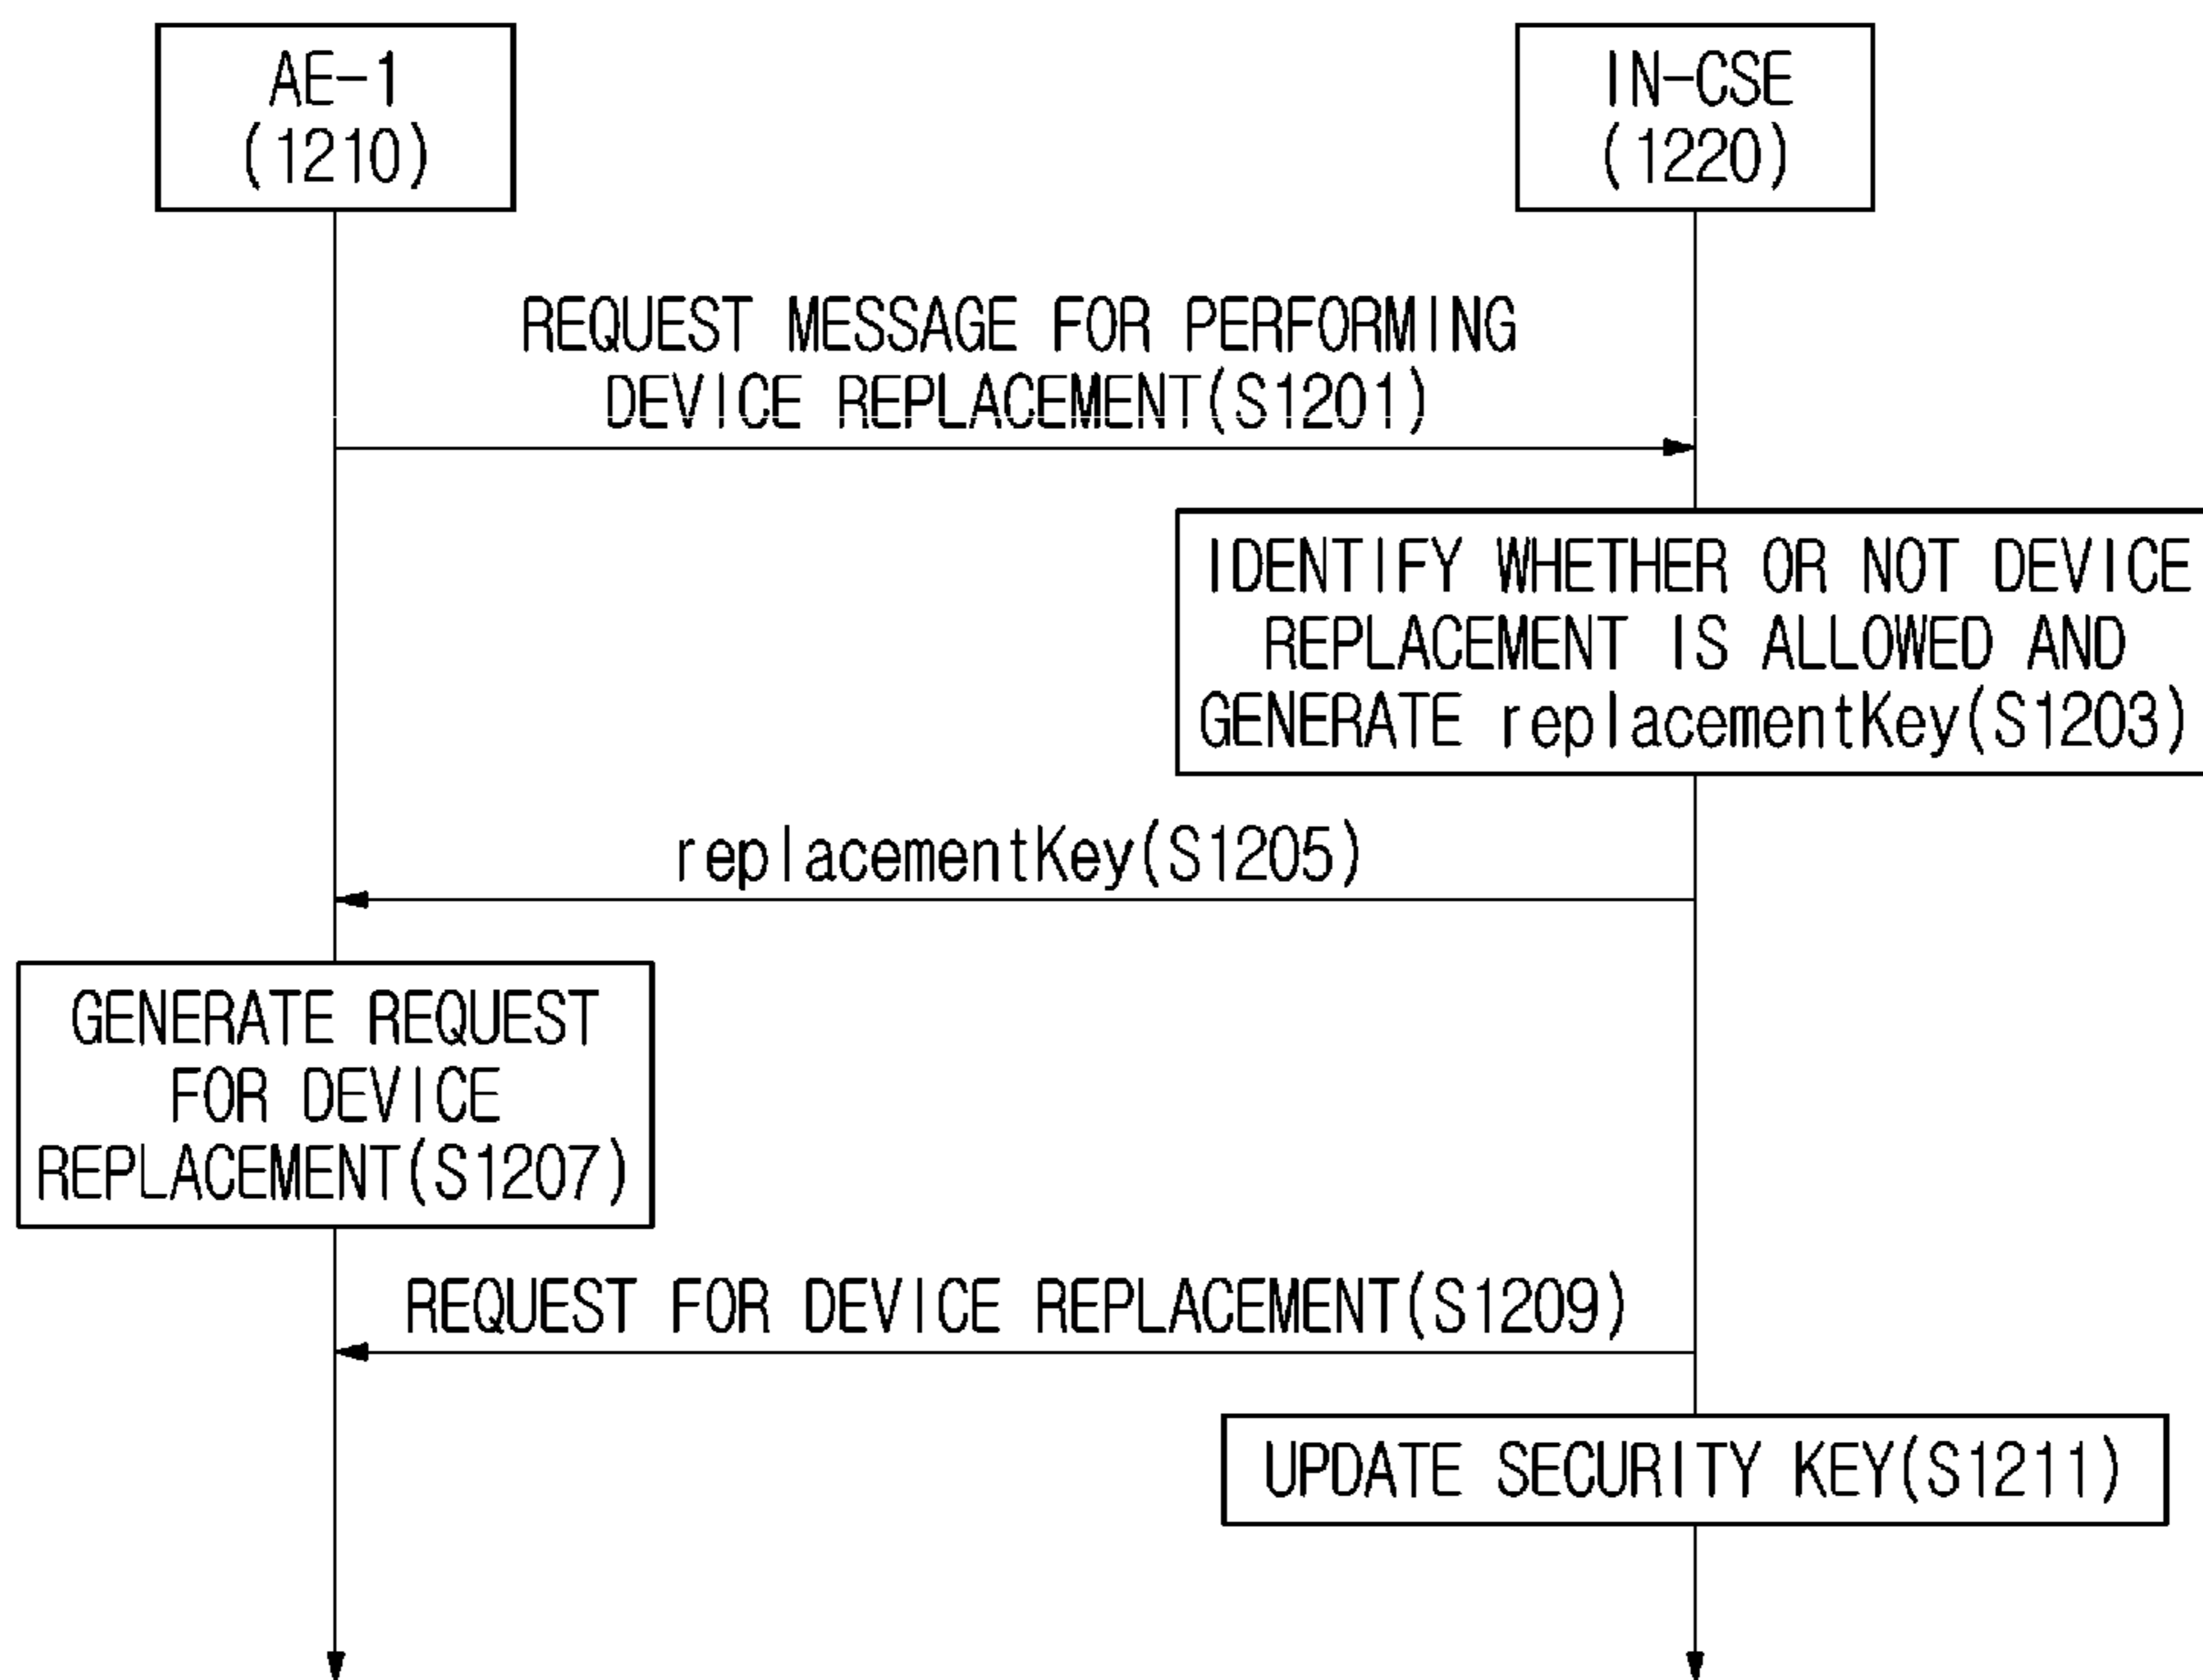 AE-1
(1210)
IN-CSE
(1220)
REQUEST MESSAGE FOR PERFORMING
DEVICE REPLACEMENT(S1201)
IDENTIFY WHETHER OR NOT DEVICE
REPLACEMENT IS ALLOWED AND
GENERATE replacementKey(S1203)
replacementKey(S1205)
GENERATE REQUEST
FOR DEVICE
REPLACEMENT(S1207)
REQUEST FOR DEVICE REPLACEMENT(S1209)
UPDATE SECURITY KEY(S1211)